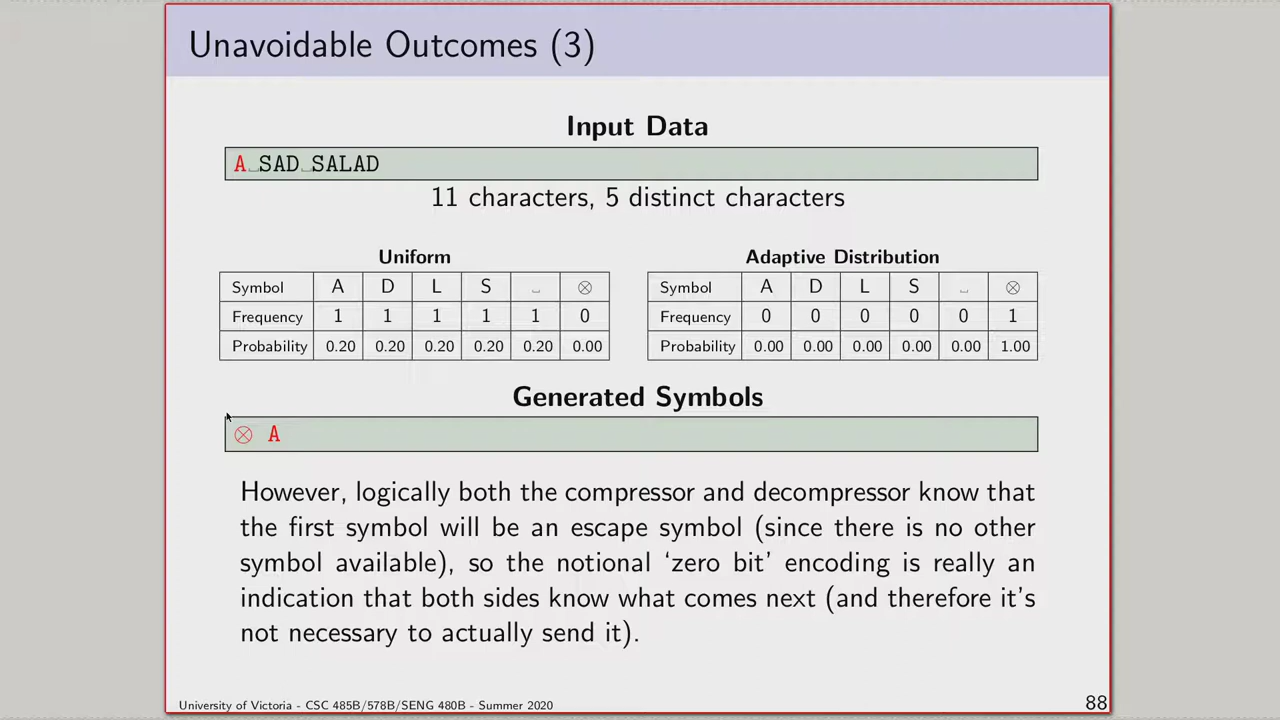 Unavoidable Outcomes (3)
Input Data
A␣SAD␣SALAD
11 characters, 5 distinct characters
Uniform
Symbol A D L S ␣ ⊗
Frequency 1 1 1 1 1 0
Probability 0.20 0.20 0.20 0.20 0.20 0.00
Adaptive Distribution
Symbol A D L S ␣ ⊗
Frequency 0 0 0 0 0 1
Probability 0.00 0.00 0.00 0.00 0.00 1.00
Generated Symbols
⊗ A
However, logically both the compressor and decompressor know that
the first symbol will be an escape symbol (since there is no other
symbol available), so the notional ‘zero bit’ encoding is really an
indication that both sides know what comes next (and therefore it's
not necessary to actually send it).
University of Victoria - CSC 485B/578B/SENG 480B - Summer 2020
88